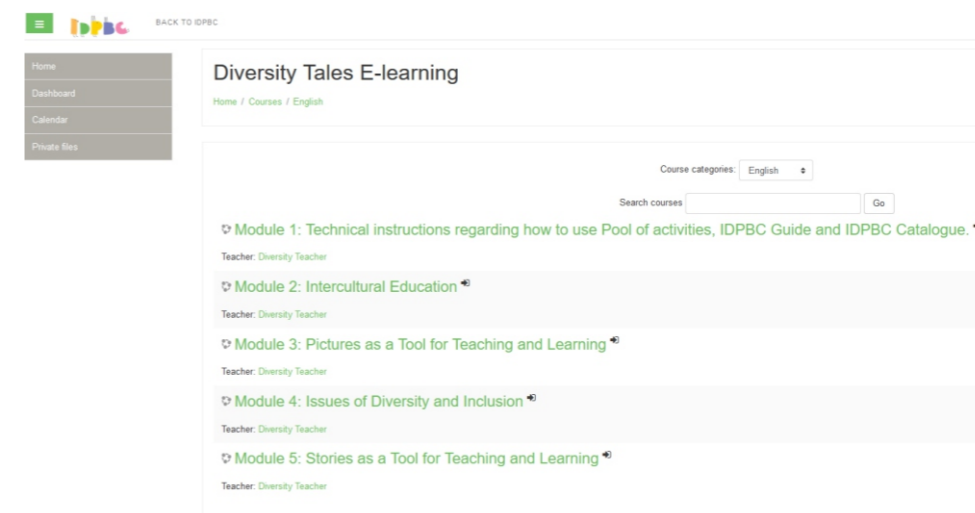 IDPBC
BACK TO IDPBC
Home
Dashboard
Calendar
Private files
Diversity Tales E-learning
Home / Courses / English
Course categories: English
Search courses Go
Module 1: Technical instructions regarding how to use Pool of activities, IDPBC Guide and IDPBC Catalogue.
Teacher: Diversity Teacher
Module 2: Intercultural Education
Teacher: Diversity Teacher
Module 3: Pictures as a Tool for Teaching and Learning
Teacher: Diversity Teacher
Module 4: Issues of Diversity and Inclusion
Teacher: Diversity Teacher
Module 5: Stories as a Tool for Teaching and Learning
Teacher: Diversity Teacher